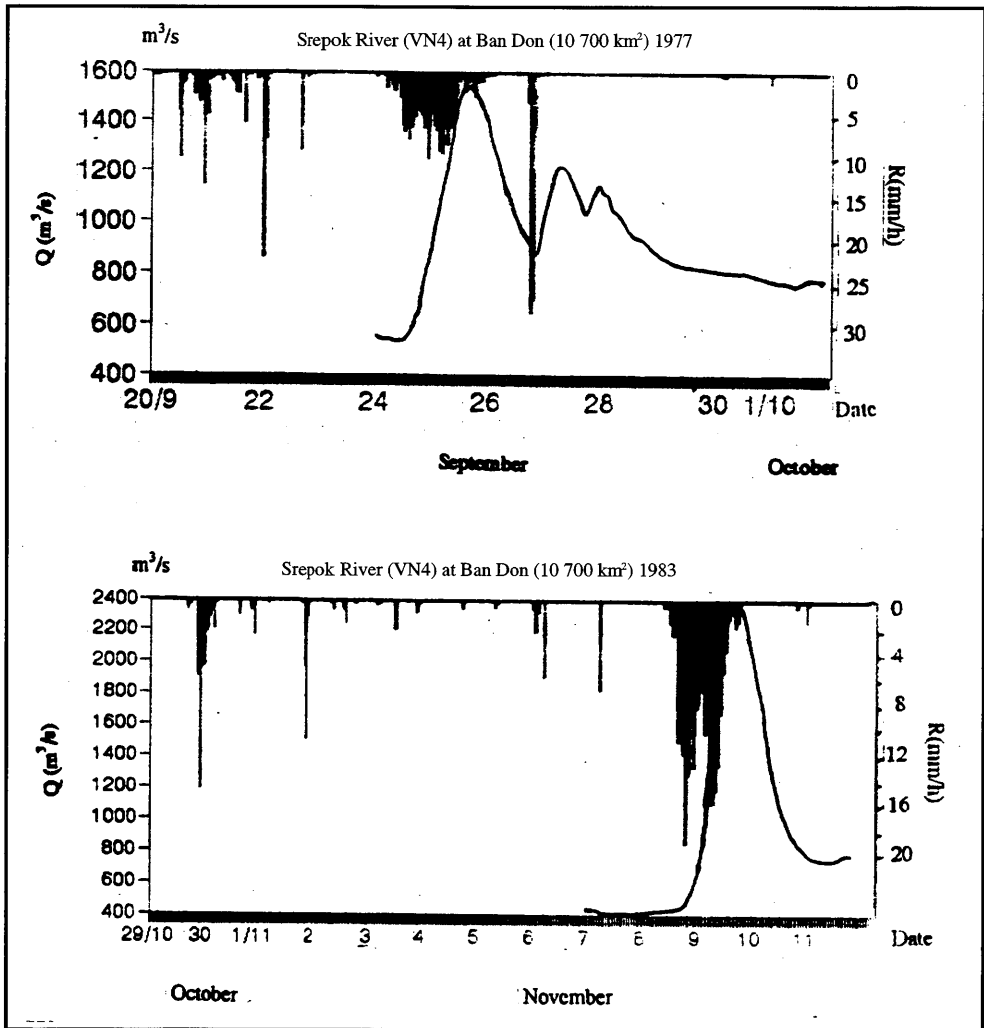 m³/s
Srepok River (VN4) at Ban Don (10 700 km²) 1977
1600
1400
1200
1000
800
600
400
Q (m³/s)
0
5
10
15
20
25
30
R(mm/h)
20/9 22 24 26 28 30 1/10 Date
September October
m³/s
Srepok River (VN4) at Ban Don (10 700 km²) 1983
2400
2200
2000
1800
1600
1400
1200
1000
800
600
400
Q (m³/s)
0
4
8
12
16
20
R(mm/h)
29/10 30 1/11 2 3 4 5 6 7 8 9 10 11 Date
October November